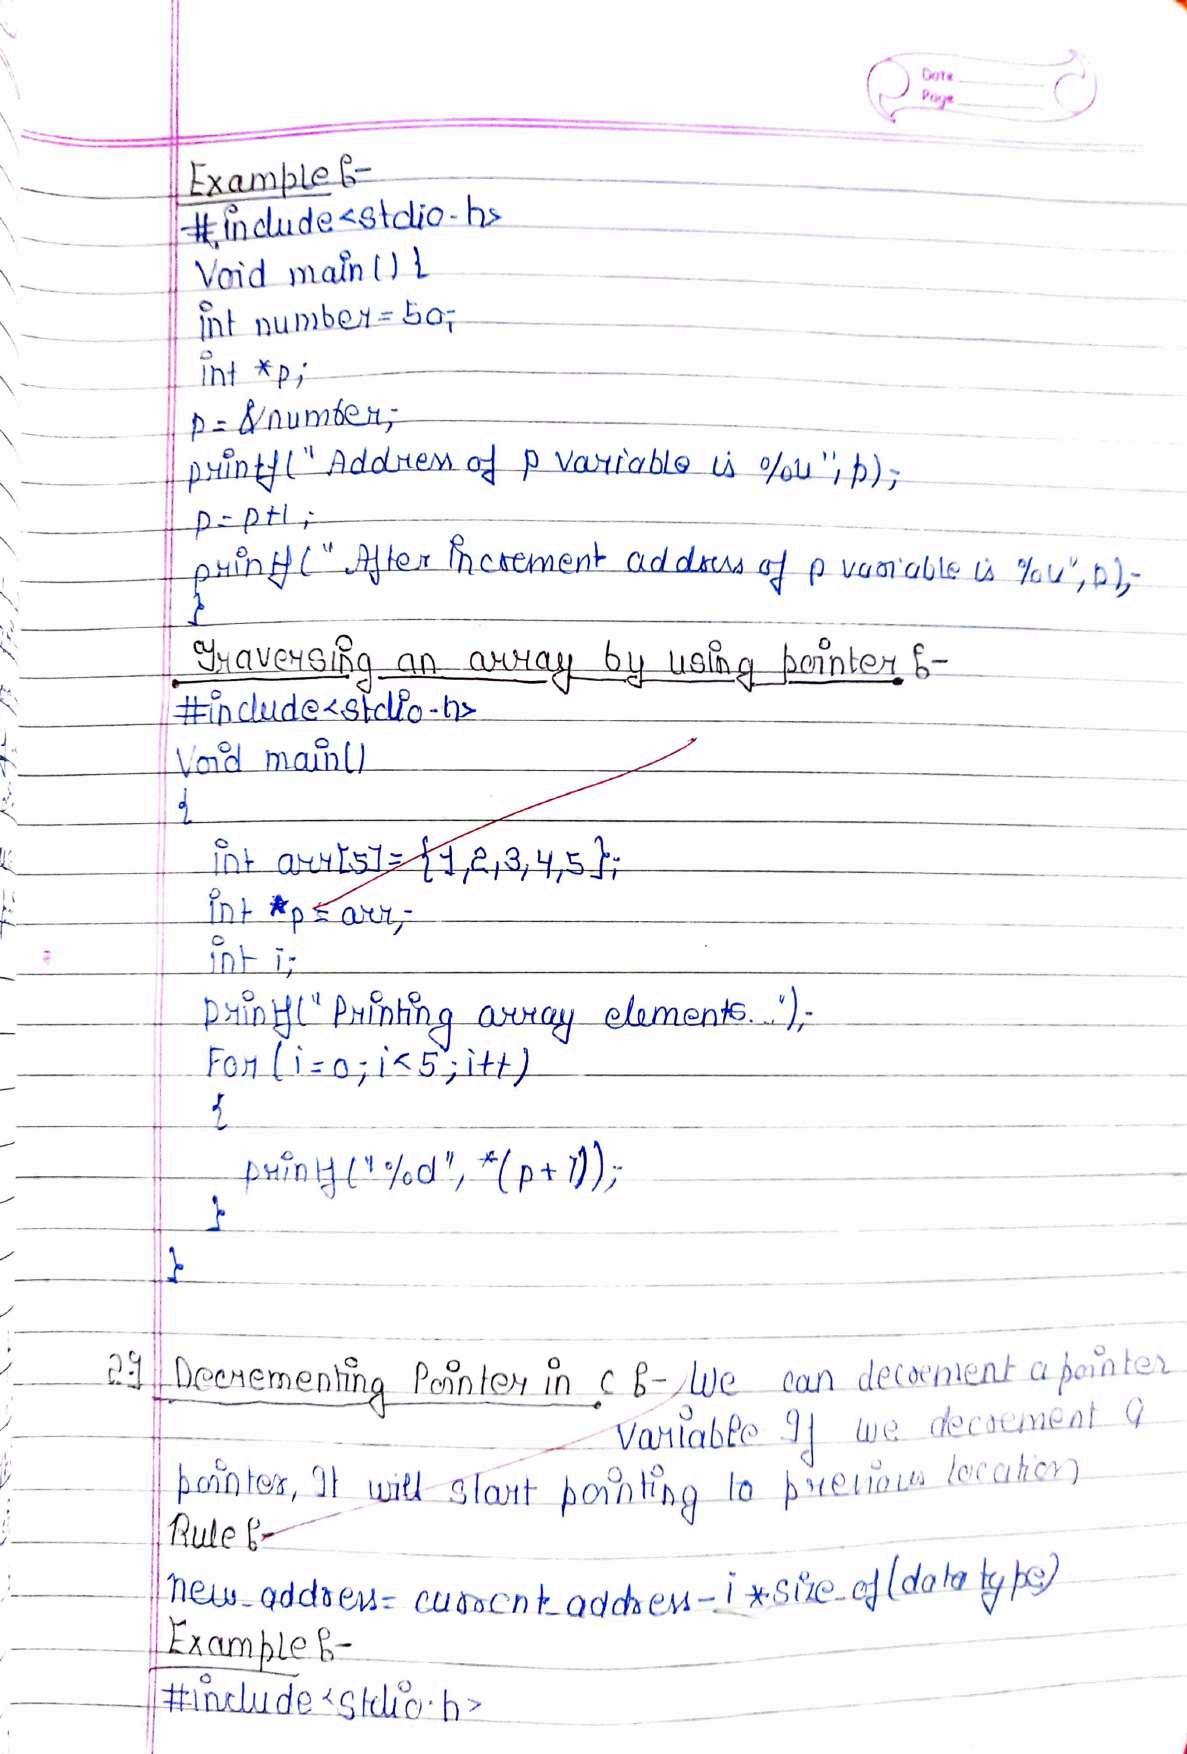 Date
Page
Example:-
#include<stdio.h>
Void main() {
int number=50;
int *p;
p=&number;
printf("Address of p variable is %u",p);
p=p+1;
printf("After increment address of p variable is %u",p);
}
Traversing an array by using pointer:-
#include<stdio.h>
Void main()
{
int arr[5]={1,2,3,4,5};
int *p=arr;
int i;
printf("Printing array elements...");
For(i=0;i<5;i++)
{
printf("%d",*(p+i));
}
}
2} Decrementing Pointer in c:- We can decrement a pointer
variable If we decrement a
pointer, It will start pointing to previous location
Rule:-
new_address= current_address-i*size_of(data type)
Example:-
#include<stdio.h>